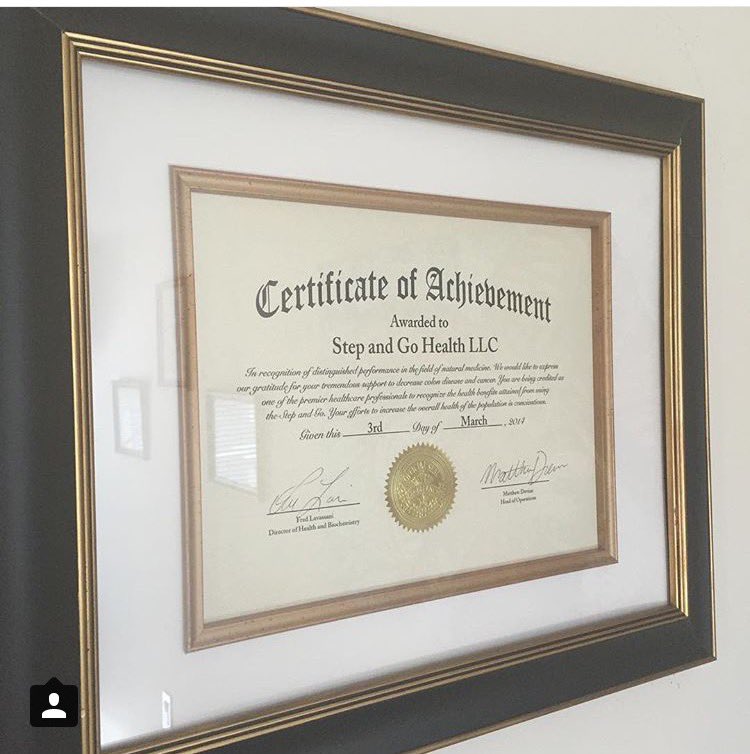 Certificate of Achievement
Awarded to
Step and Go Health LLC
In recognition of distinguished performance in the field of natural medicine. We would like to express
our gratitude for your tremendous support to decrease colon disease and cancer. You are being credited as
one of the premier healthcare professionals to recognize the health benefits attained from using
the Step and Go. Your efforts to increase the overall health of the population is conscientious.
Given this 3rd Day of March, 2014
Fred Lavassani
Director of Health and Biochemistry
Matthew Devine
Head of Operations